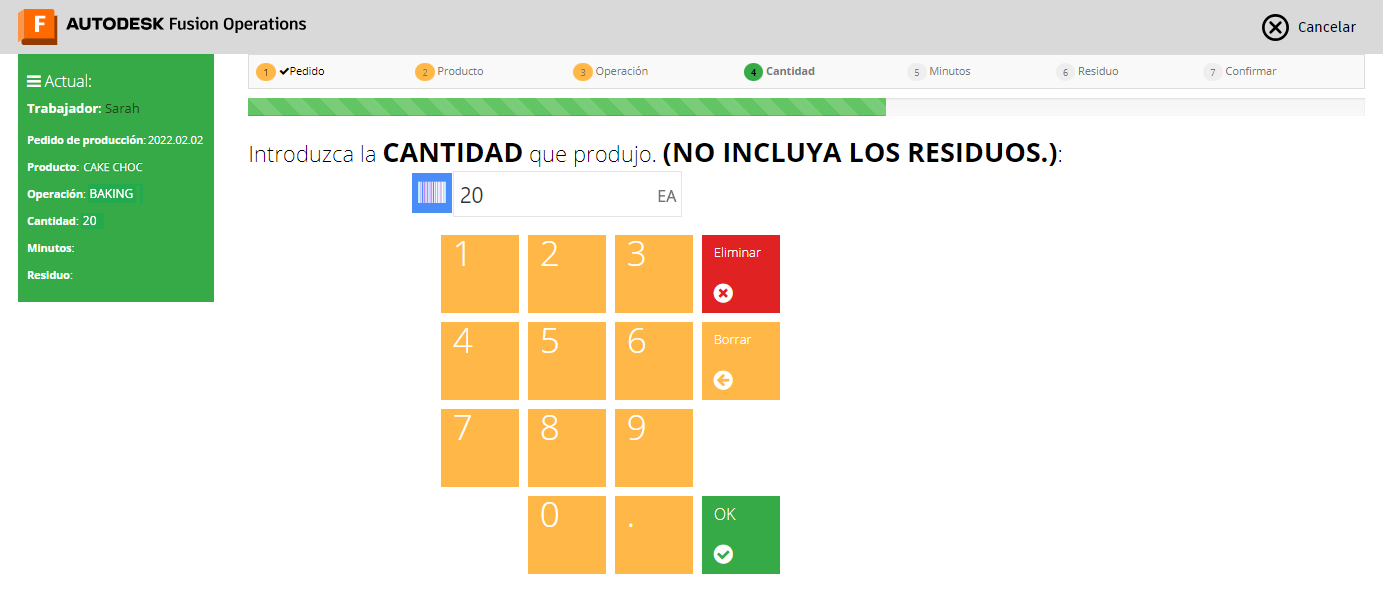 F AUTODESK Fusion Operations
Cancelar
Actual:
Trabajador: Sarah
Pedido de producción: 2022.02.02
Producto: CAKE CHOC
Operación: BAKING
Cantidad: 20
Minutos:
Residuo:
1 Pedido 2 Producto 3 Operación 4 Cantidad 5 Minutos 6 Residuo 7 Confirmar
Introduzca la CANTIDAD que produjo. (NO INCLUYA LOS RESIDUOS.):
20 EA
1 2 3 Eliminar
4 5 6 Borrar
7 8 9
0 . OK